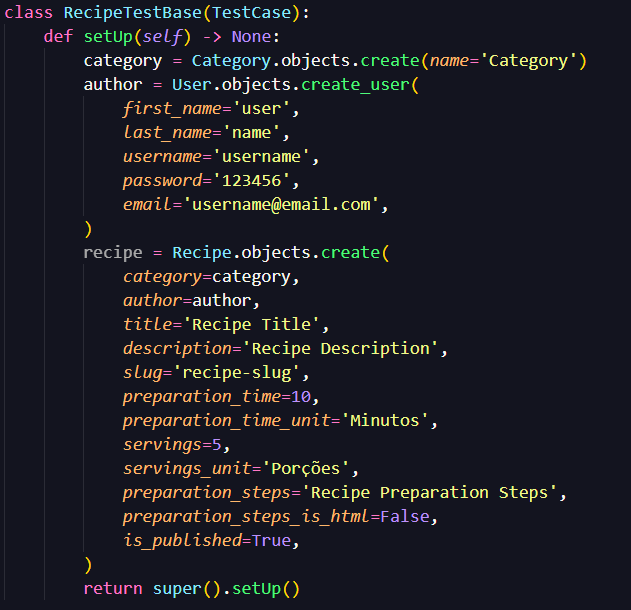 class RecipeTestBase(TestCase):
    def setUp(self) -> None:
        category = Category.objects.create(name='Category')
        author = User.objects.create_user(
            first_name='user',
            last_name='name',
            username='username',
            password='123456',
            email='username@email.com',
        )
        recipe = Recipe.objects.create(
            category=category,
            author=author,
            title='Recipe Title',
            description='Recipe Description',
            slug='recipe-slug',
            preparation_time=10,
            preparation_time_unit='Minutos',
            servings=5,
            servings_unit='Porções',
            preparation_steps='Recipe Preparation Steps',
            preparation_steps_is_html=False,
            is_published=True,
        )
        return super().setUp()